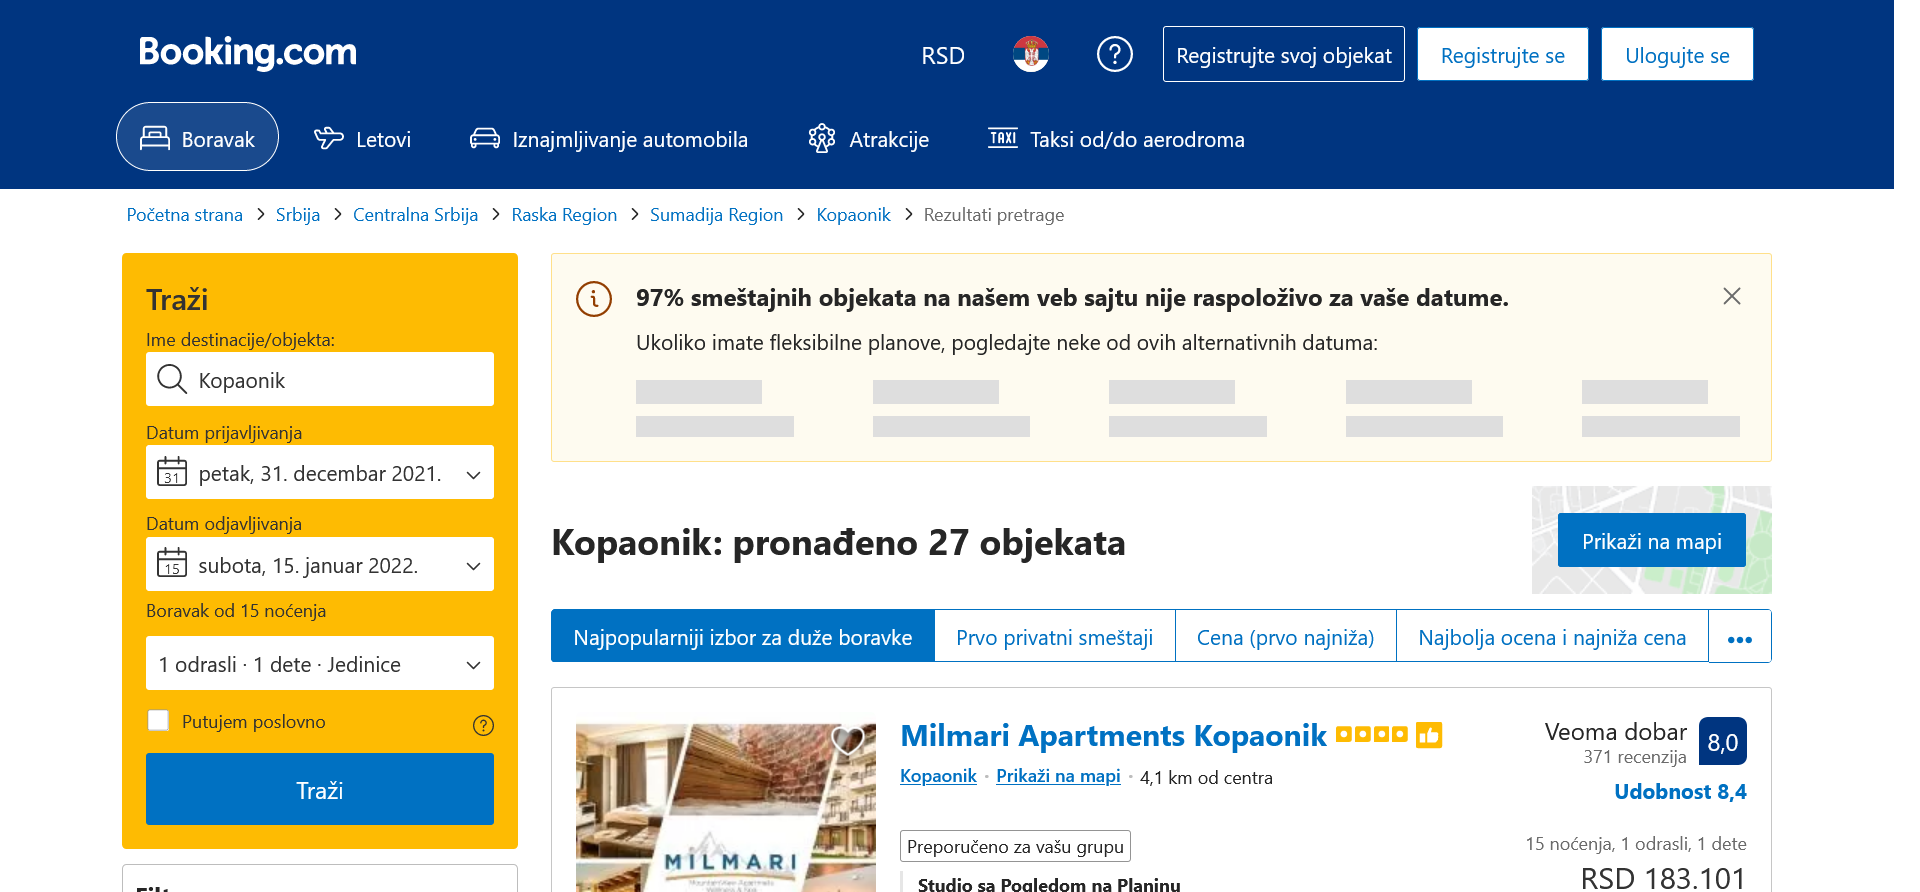 Booking.com
RSD
Registrujte svoj objekat
Registrujte se
Ulogujte se
Boravak
Letovi
Iznajmljivanje automobila
Atrakcije
TAXI
Taksi od/do aerodroma
Početna strana
Srbija
Centralna Srbija
Raska Region
Sumadija Region
Kopaonik
Rezultati pretrage
Traži
Ime destinacije/objekta:
Kopaonik
Datum prijavljivanja
31
petak, 31. decembar 2021.
Datum odjavljivanja
15
subota, 15. januar 2022.
Boravak od 15 noćenja
1 odrasli · 1 dete · Jedinice
Putujem poslovno
Traži
97% smeštajnih objekata na našem veb sajtu nije raspoloživo za vaše datume.
Ukoliko imate fleksibilne planove, pogledajte neke od ovih alternativnih datuma:
Kopaonik: pronađeno 27 objekata
Prikaži na mapi
Najpopularniji izbor za duže boravke
Prvo privatni smeštaji
Cena (prvo najniža)
Najbolja ocena i najniža cena
Milmari Apartments Kopaonik
Kopaonik · Prikaži na mapi · 4,1 km od centra
Veoma dobar
371 recenzija
8,0
Udobnost 8,4
MILMARI
Preporučeno za vašu grupu
Studio sa Pogledom na Planinu
15 noćenja, 1 odrasli, 1 dete
RSD 183.101